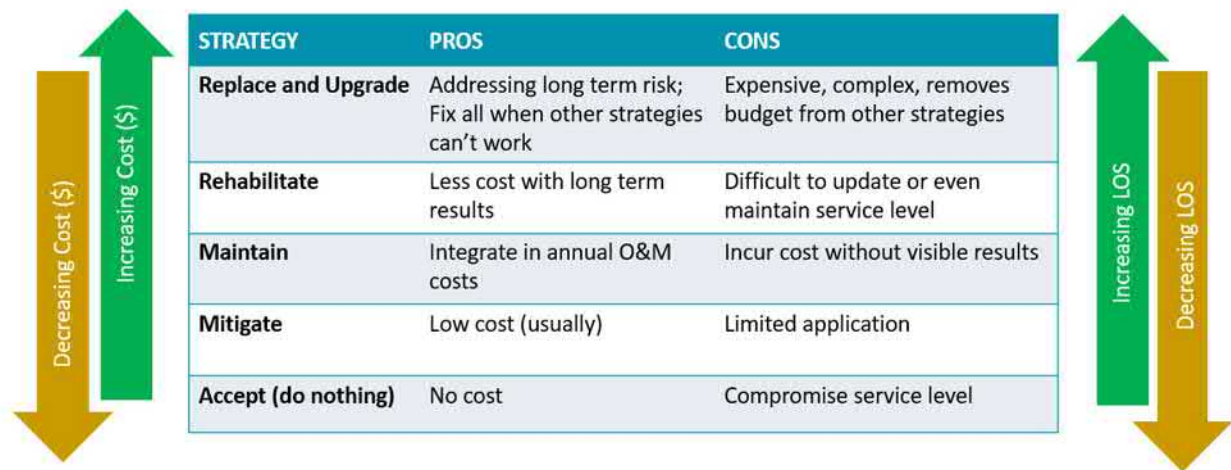 Decreasing Cost ($)
Increasing Cost ($)
STRATEGY PROS CONS
Replace and Upgrade Addressing long term risk; Expensive, complex, removes
Fix all when other strategies budget from other strategies
can't work
Rehabilitate Less cost with long term Difficult to update or even
results maintain service level
Maintain Integrate in annual O&M Incur cost without visible results
costs
Mitigate Low cost (usually) Limited application
Accept (do nothing) No cost Compromise service level
Increasing LOS
Decreasing LOS